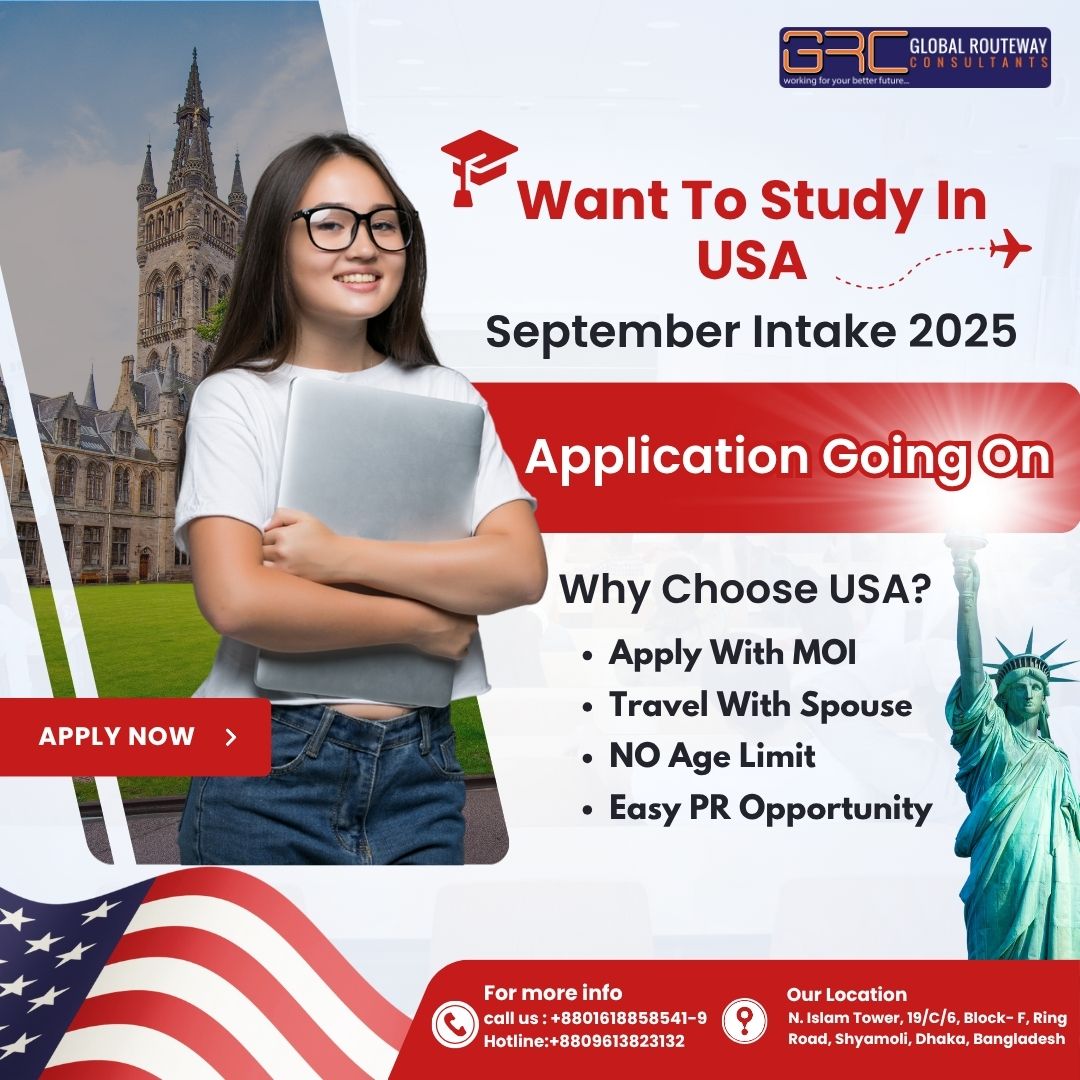 GRC GLOBAL ROUTEWAY
CONSULTANTS
working for your better future...
Want To Study In
USA
September Intake 2025
Application Going On
Why Choose USA?
• Apply With MOI
• Travel With Spouse
• NO Age Limit
• Easy PR Opportunity
APPLY NOW >
For more info
call us : +8801618858541-9
Hotline:+8809613823132
Our Location
N. Islam Tower, 19/C/6, Block- F, Ring
Road, Shyamoli, Dhaka, Bangladesh